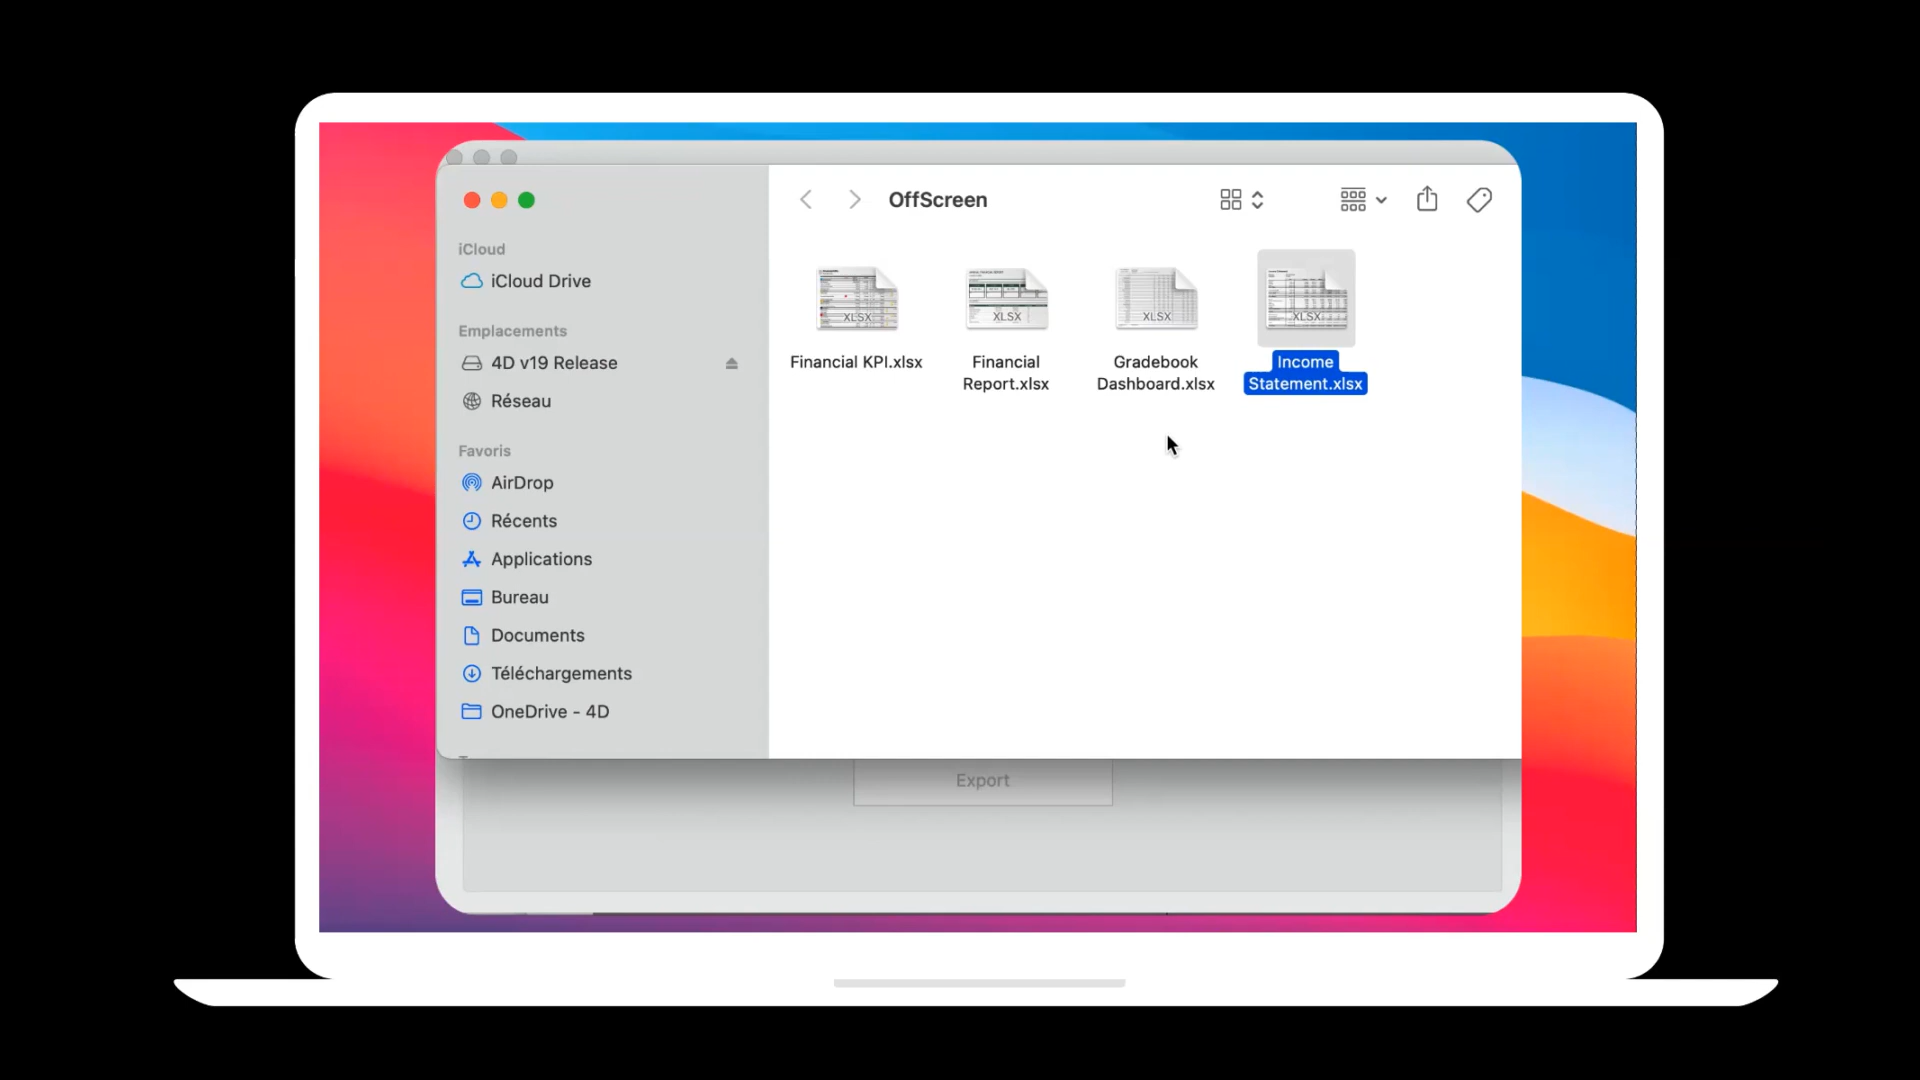 OffScreen
iCloud
iCloud Drive
Emplacements
4D v19 Release
Réseau
Favoris
AirDrop
Récents
Applications
Bureau
Documents
Téléchargements
OneDrive - 4D
XLSX
Financial KPI.xlsx
XLSX
Financial
Report.xlsx
XLSX
Gradebook
Dashboard.xlsx
XLSX
Income
Statement.xlsx
Export